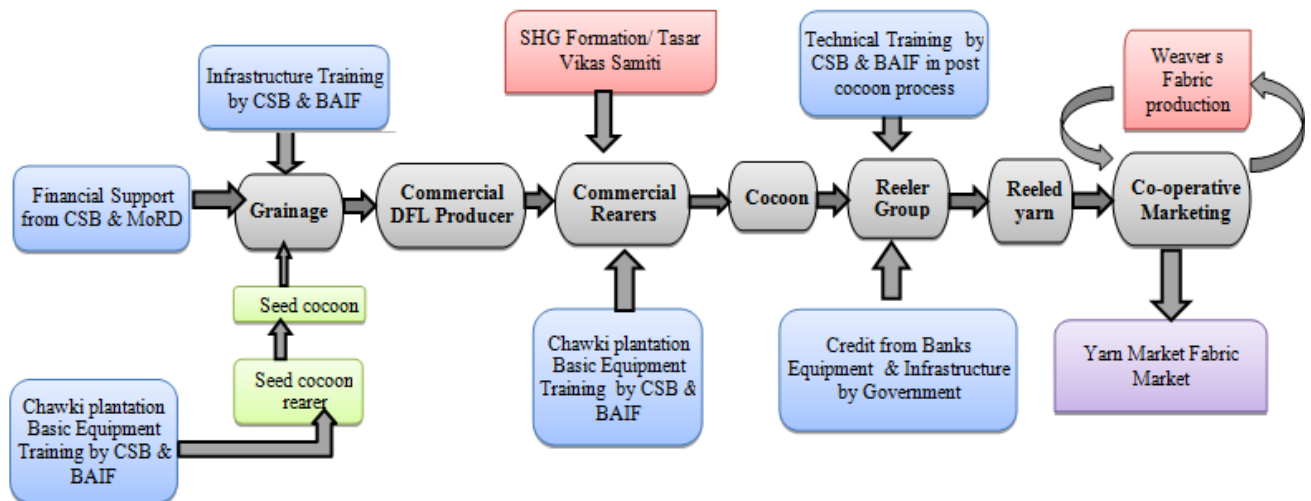 Infrastructure Training
by CSB & BAIF
SHG Formation/ Tasar
Vikas Samiti
Technical Training by
CSB & BAIF in post
cocoon process
Weaver s
Fabric
production
Financial Support
from CSB & MoRD
Grainage
Commercial
DFL Producer
Commercial
Rearers
Cocoon
Reeler
Group
Reeled
yarn
Co-operative
Marketing
Seed cocoon
Seed cocoon
rearer
Chawki plantation
Basic Equipment
Training by CSB &
BAIF
Chawki plantation
Basic Equipment
Training by CSB &
BAIF
Credit from Banks
Equipment & Infrastructure
by Government
Yarn Market Fabric
Market